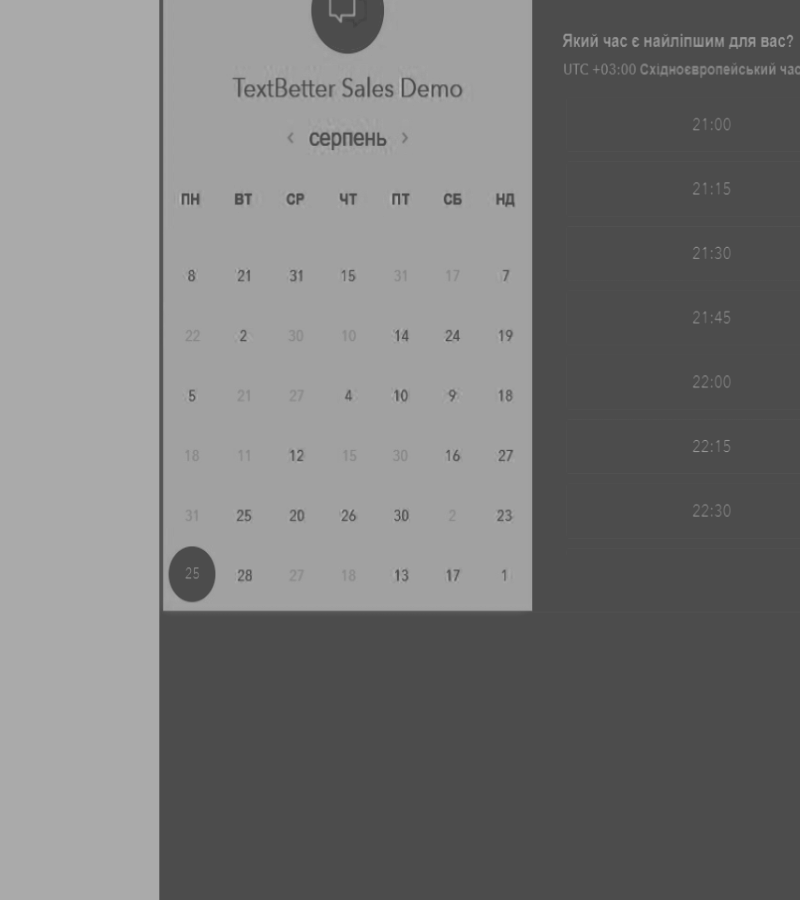 TextBetter Sales Demo
‹ серпень ›
ПН ВТ СР ЧТ ПТ СБ НД
8 21 31 15 31 17 7
22 2 30 10 14 24 19
5 21 27 4 10 9 18
18 11 12 15 30 16 27
31 25 20 26 30 2 23
25 28 27 18 13 17 1
Який час є найліпшим для вас?
UTC +03:00 Східноєвропейський час
21:00
21:15
21:30
21:45
22:00
22:15
22:30